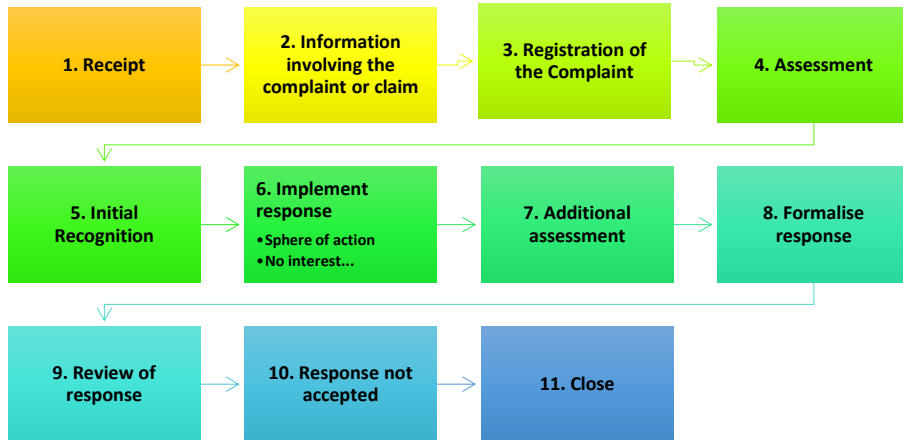 1. Receipt
2. Information
involving the
complaint or claim
3. Registration of
the Complaint
4. Assessment
5. Initial
Recognition
6. Implement
response
•Sphere of action
•No interest...
7. Additional
assessment
8. Formalise
response
9. Review of
response
10. Response not
accepted
11. Close